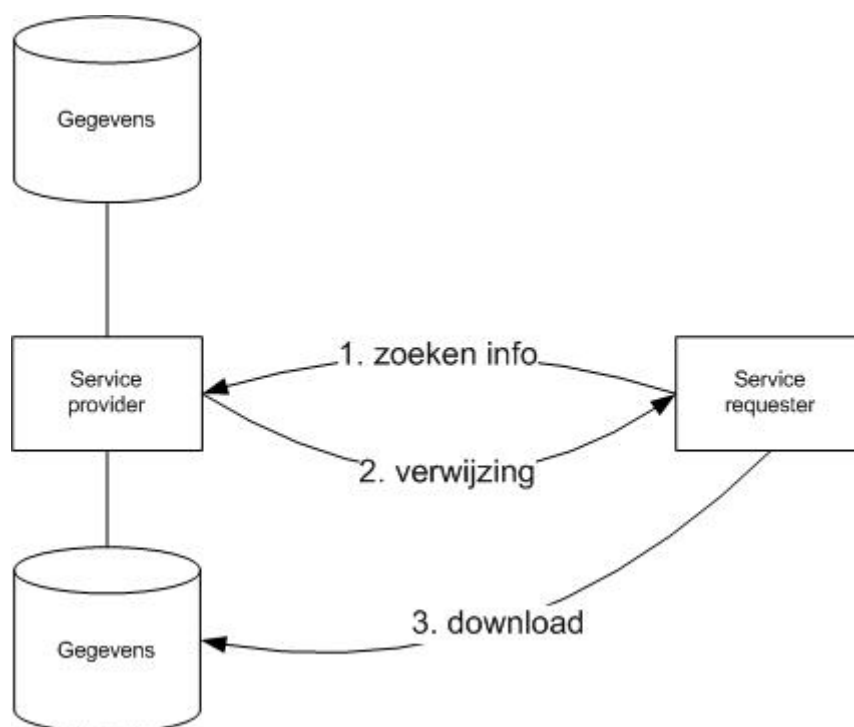 Gegevens
1. zoeken info
Service
provider
Service
requester
2. verwijzing
3. download
Gegevens